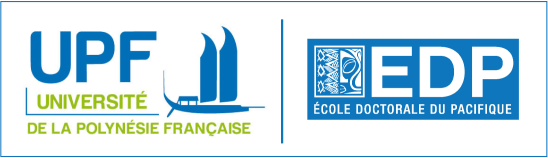 UPF
UNIVERSITÉ
DE LA POLYNÉSIE FRANÇAISE
EDP
ÉCOLE DOCTORALE DU PACIFIQUE